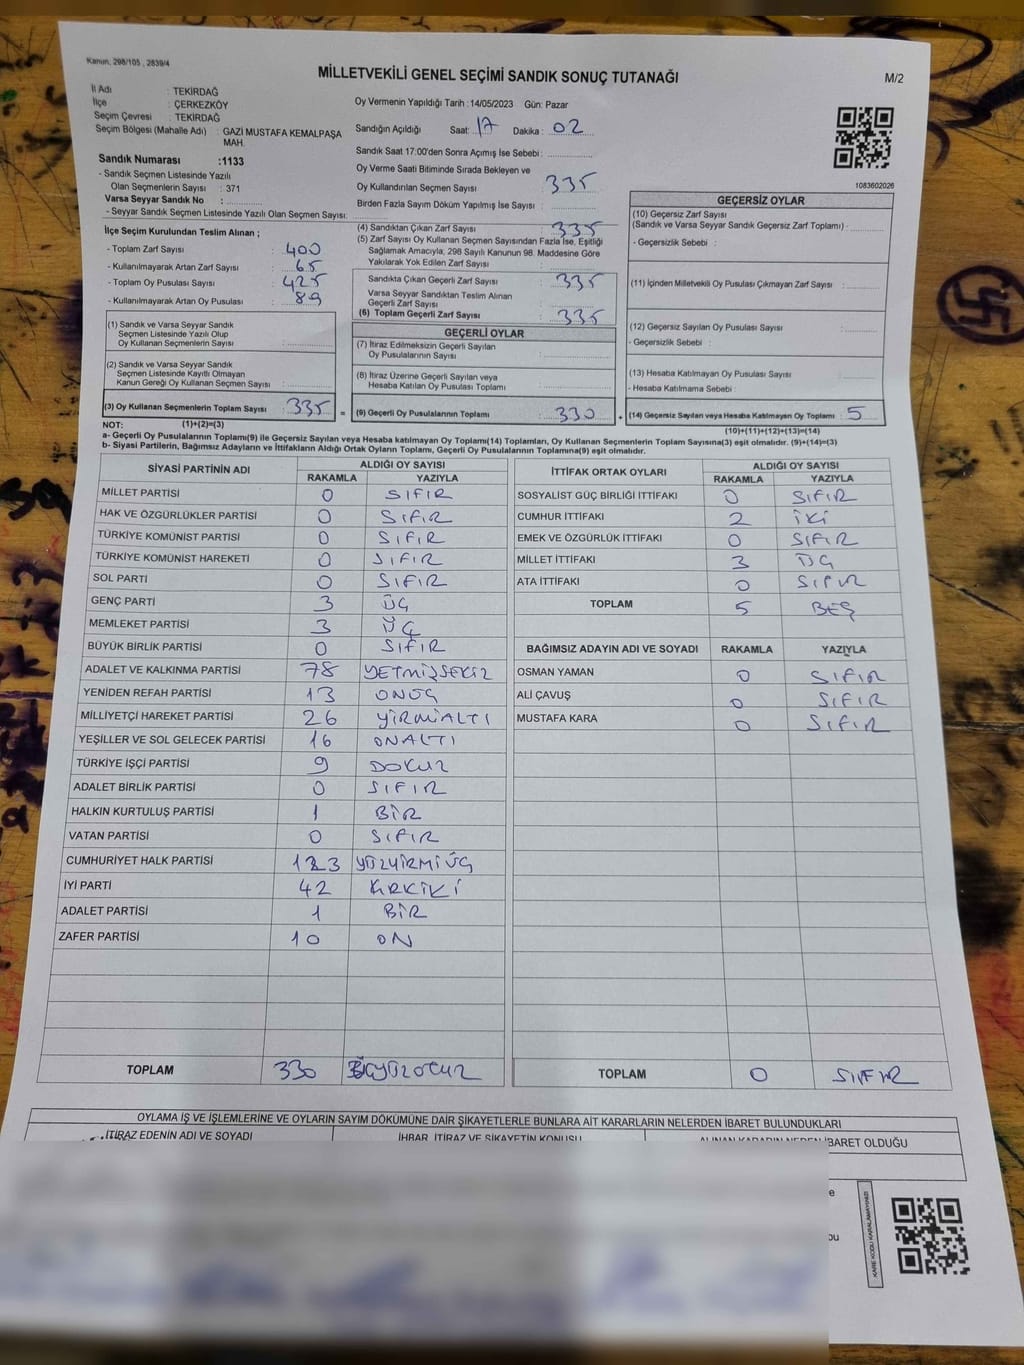 Kanun, 298/105 , 2839/4
MİLLETVEKİLİ GENEL SEÇİMİ SANDIK SONUÇ TUTANAĞI
M/2
İl Adı : TEKİRDAĞ
İlçe : ÇERKEZKÖY
Seçim Çevresi : TEKİRDAĞ
Seçim Bölgesi (Mahalle Adı) : GAZİ MUSTAFA KEMALPAŞA MAH.
Sandık Numarası :1133
- Sandık Seçmen Listesinde Yazılı
Olan Seçmenlerin Sayısı : 371
Varsa Seyyar Sandık No :
- Seyyar Sandık Seçmen Listesinde Yazılı Olan Seçmen Sayısı:
Oy Vermenin Yapıldığı Tarih : 14/05/2023 Gün: Pazar
Sandığın Açıldığı Saat: 17 Dakika : 02
Sandık Saat 17:00'den Sonra Açımış İse Sebebi :
Oy Verme Saati Bitiminde Sırada Bekleyen ve
Oy Kullandırılan Seçmen Sayısı : 335
Birden Fazla Sayım Döküm Yapılmış İse Sayısı :
1083602026
İlçe Seçim Kurulundan Teslim Alınan ;
- Toplam Zarf Sayısı : 400
- Kullanılmayarak Artan Zarf Sayısı : 65
- Toplam Oy Pusulası Sayısı : 425
- Kullanılmayarak Artan Oy Pusulası : 89
(4) Sandıktan Çıkan Zarf Sayısı : 335
(5) Zarf Sayısı Oy Kullanan Seçmen Sayısından Fazla İse, Eşitliği
Sağlamak Amacıyla, 298 Sayılı Kanunun 98. Maddesine Göre
Yakılarak Yok Edilen Zarf Sayısı :
Sandıkta Çıkan Geçerli Zarf Sayısı : 335
Varsa Seyyar Sandıktan Teslim Alınan
Geçerli Zarf Sayısı :
(6) Toplam Geçerli Zarf Sayısı : 335
GEÇERSİZ OYLAR
(10) Geçersiz Zarf Sayısı
(Sandık ve Varsa Seyyar Sandık Geçersiz Zarf Toplamı) :
- Geçersizlik Sebebi :
(11) İçinden Milletvekili Oy Pusulası Çıkmayan Zarf Sayısı :
(12) Geçersiz Sayılan Oy Pusulası Sayısı :
- Geçersizlik Sebebi :
(13) Hesaba Katılmayan Oy Pusulası Sayısı :
- Hesaba Katılmama Sebebi :
(1) Sandık ve Varsa Seyyar Sandık
Seçmen Listesinde Yazılı Olup
Oy Kullanan Seçmenlerin Sayısı :
(2) Sandık ve Varsa Seyyar Sandık
Seçmen Listesinde Kayıtlı Olmayan
Kanun Gereği Oy Kullanan Seçmen Sayısı :
GEÇERLİ OYLAR
(7) İtiraz Edilmeksizin Geçerli Sayılan
Oy Pusulalarının Sayısı :
(8) İtiraz Üzerine Geçerli Sayılan veya
Hesaba Katılan Oy Pusulası Toplamı :
(3) Oy Kullanan Seçmenlerin Toplam Sayısı : 335 = (9) Geçerli Oy Pusulalarının Toplamı : 330 + (14) Geçersiz Sayılan veya Hesaba Katılmayan Oy Toplamı : 5
NOT: (1)+(2)=(3) (10)+(11)+(12)+(13)=(14)
a- Geçerli Oy Pusulalarının Toplamı(9) ile Geçersiz Sayılan veya Hesaba katılmayan Oy Toplamı(14) Toplamları, Oy Kullanan Seçmenlerin Toplam Sayısına(3) eşit olmalıdır. (9)+(14)=(3)
b- Siyasi Partilerin, Bağımsız Adayların ve İttifakların Aldığı Ortak Oyların Toplamı, Geçerli Oy Pusulalarının Toplamına(9) eşit olmalıdır.
SİYASİ PARTİNİN ADI ALDIĞI OY SAYISI
RAKAMLA YAZIYLA
MİLLET PARTİSİ 0 SIFIR
HAK VE ÖZGÜRLÜKLER PARTİSİ 0 SIFIR
TÜRKİYE KOMÜNİST PARTİSİ 0 SIFIR
TÜRKİYE KOMÜNİST HAREKETİ 0 SIFIR
SOL PARTİ 0 SIFIR
GENÇ PARTİ 3 ÜÇ
MEMLEKET PARTİSİ 3 ÜÇ
BÜYÜK BİRLİK PARTİSİ 0 SIFIR
ADALET VE KALKINMA PARTİSİ 78 YETMİŞSEKİZ
YENİDEN REFAH PARTİSİ 13 ONÜÇ
MİLLİYETÇİ HAREKET PARTİSİ 26 YİRMİALTI
YEŞİLLER VE SOL GELECEK PARTİSİ 16 ONALTI
TÜRKİYE İŞÇİ PARTİSİ 9 DOKUZ
ADALET BİRLİK PARTİSİ 0 SIFIR
HALKIN KURTULUŞ PARTİSİ 1 BİR
VATAN PARTİSİ 0 SIFIR
CUMHURİYET HALK PARTİSİ 123 YÜZYİRMİÜÇ
İYİ PARTİ 42 KIRKİKİ
ADALET PARTİSİ 1 BİR
ZAFER PARTİSİ 10 ON
TOPLAM 330 ÜÇYÜZOTUZ
İTTİFAK ORTAK OYLARI ALDIĞI OY SAYISI
RAKAMLA YAZIYLA
SOSYALİST GÜÇ BİRLİĞİ İTTİFAKI 0 SIFIR
CUMHUR İTTİFAKI 2 İKİ
EMEK VE ÖZGÜRLÜK İTTİFAKI 0 SIFIR
MİLLET İTTİFAKI 3 ÜÇ
ATA İTTİFAKI 0 SIFIR
TOPLAM 5 BEŞ
BAĞIMSIZ ADAYIN ADI VE SOYADI RAKAMLA YAZIYLA
OSMAN YAMAN 0 SIFIR
ALİ ÇAVUŞ 0 SIFIR
MUSTAFA KARA 0 SIFIR
TOPLAM 0 SIFIR
OYLAMA İŞ VE İŞLEMLERİNE VE OYLARIN SAYIM DÖKÜMÜNE DAİR ŞİKAYETLERLE BUNLARA AİT KARARLARIN NELERDEN İBARET BULUNDUKLARI
İTİRAZ EDENİN ADI VE SOYADI İHBAR, İTİRAZ VE ŞİKAYETİN KONUSU ALINAN KARARIN NEDEN İBARET OLDUĞU
KARE KODU KARALAMAYINIZ!